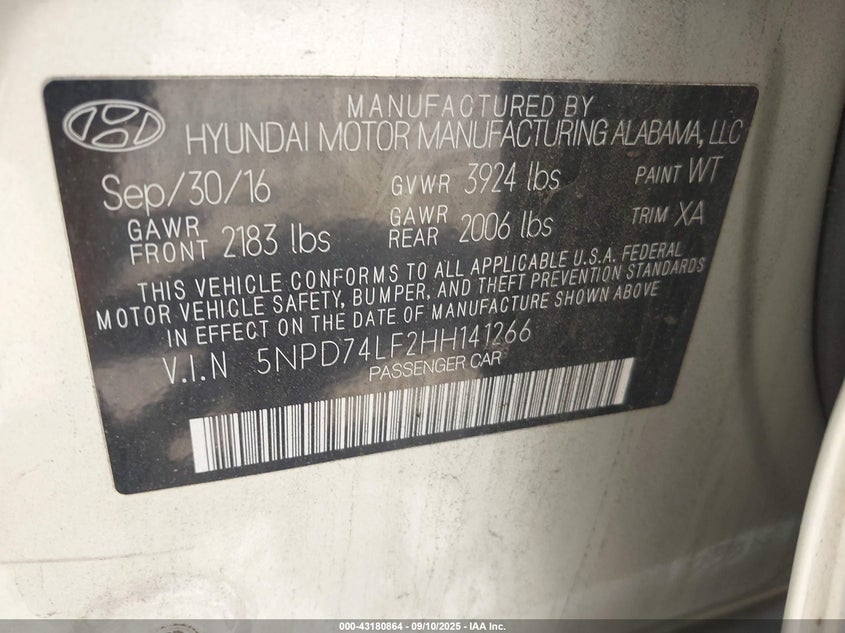 MANUFACTURED BY
HYUNDAI MOTOR MANUFACTURING ALABAMA, LLC
Sep/30/16 GVWR 3924 lbs PAINT WT
GAWR FRONT 2183 lbs GAWR REAR 2006 lbs TRIM XA
THIS VEHICLE CONFORMS TO ALL APPLICABLE U.S.A. FEDERAL
MOTOR VEHICLE SAFETY, BUMPER, AND THEFT PREVENTION STANDARDS
IN EFFECT ON THE DATE OF MANUFACTURE SHOWN ABOVE
V.I.N 5NPD74LF2HH141266
PASSENGER CAR
000-43180864 - 09/10/2025 - IAA Inc.